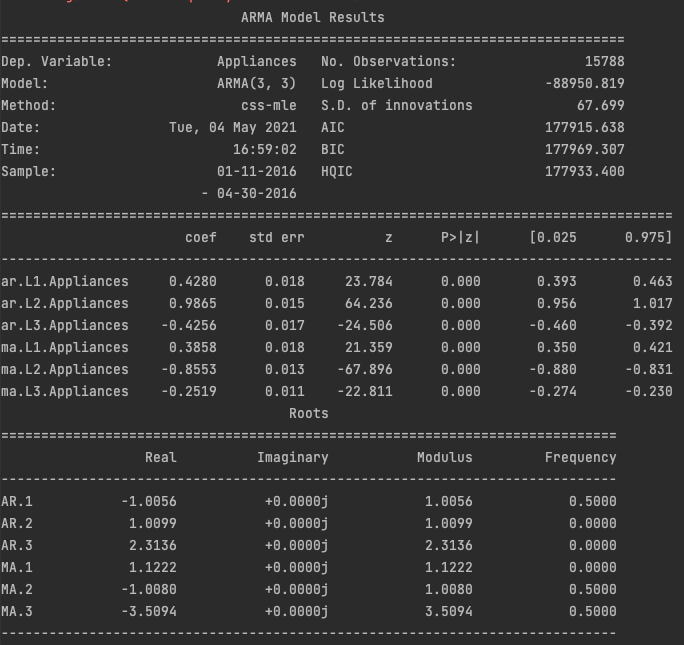 ARMA Model Results
==============================================================================
Dep. Variable: Appliances No. Observations: 15788
Model: ARMA(3, 3) Log Likelihood -88950.819
Method: css-mle S.D. of innovations 67.699
Date: Tue, 04 May 2021 AIC 177915.638
Time: 16:59:02 BIC 177969.307
Sample: 01-11-2016 HQIC 177933.400
- 04-30-2016
====================================================================================
coef std err z P>|z| [0.025 0.975]
------------------------------------------------------------------------------------
ar.L1.Appliances 0.4280 0.018 23.784 0.000 0.393 0.463
ar.L2.Appliances 0.9865 0.015 64.236 0.000 0.956 1.017
ar.L3.Appliances -0.4256 0.017 -24.506 0.000 -0.460 -0.392
ma.L1.Appliances 0.3858 0.018 21.359 0.000 0.350 0.421
ma.L2.Appliances -0.8553 0.013 -67.896 0.000 -0.880 -0.831
ma.L3.Appliances -0.2519 0.011 -22.811 0.000 -0.274 -0.230
Roots
=============================================================================
Real Imaginary Modulus Frequency
-----------------------------------------------------------------------------
AR.1 -1.0056 +0.0000j 1.0056 0.5000
AR.2 1.0099 +0.0000j 1.0099 0.0000
AR.3 2.3136 +0.0000j 2.3136 0.0000
MA.1 1.1222 +0.0000j 1.1222 0.0000
MA.2 -1.0080 +0.0000j 1.0080 0.5000
MA.3 -3.5094 +0.0000j 3.5094 0.5000
-----------------------------------------------------------------------------